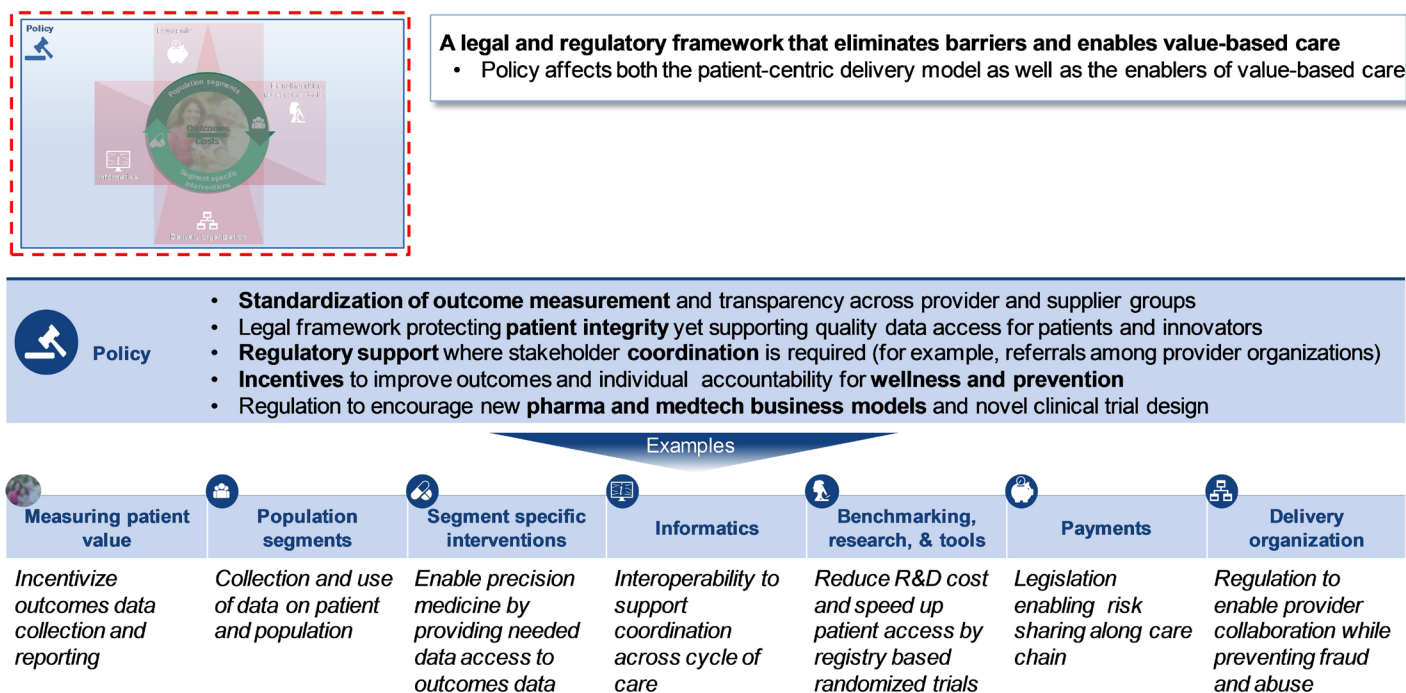 Policy
Population segments
Outcomes
Costs
Segment specific
interventions
Informatics
Delivery organization
A legal and regulatory framework that eliminates barriers and enables value-based care
• Policy affects both the patient-centric delivery model as well as the enablers of value-based care
Policy
• Standardization of outcome measurement and transparency across provider and supplier groups
• Legal framework protecting patient integrity yet supporting quality data access for patients and innovators
• Regulatory support where stakeholder coordination is required (for example, referrals among provider organizations)
• Incentives to improve outcomes and individual accountability for wellness and prevention
• Regulation to encourage new pharma and medtech business models and novel clinical trial design
Examples
Measuring patient
value
Population
segments
Segment specific
interventions
Informatics
Benchmarking,
research, & tools
Payments
Delivery
organization
Incentivize
outcomes data
collection and
reporting
Collection and use
of data on patient
and population
Enable precision
medicine by
providing needed
data access to
outcomes data
Interoperability to
support
coordination
across cycle of
care
Reduce R&D cost
and speed up
patient access by
registry based
randomized trials
Legislation
enabling risk
sharing along care
chain
Regulation to
enable provider
collaboration while
preventing fraud
and abuse